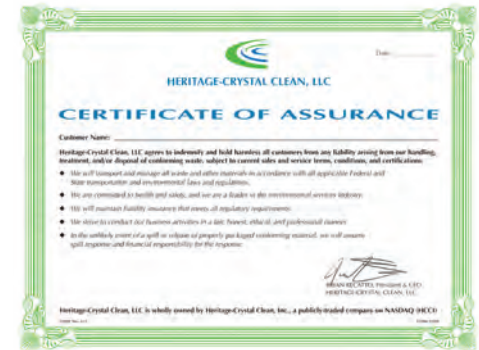 Date:
HERITAGE-CRYSTAL CLEAN, LLC
CERTIFICATE OF ASSURANCE
Customer Name:
Heritage-Crystal Clean, LLC agrees to indemnify and hold harmless all customers from any liability arising from our handling,
treatment, and/or disposal of conforming waste, subject to current sales and service terms, conditions, and certifications:
◆ We will transport and manage all waste and other materials in accordance with all applicable Federal and
State transportation and environmental laws and regulations.
◆ We are committed to health and safety, and we are a leader in the environmental services industry.
◆ We will maintain liability insurance that meets all regulatory requirements.
◆ We strive to conduct our business activities in a fair, honest, ethical, and professional manner.
◆ In the unlikely event of a spill or release of properly packaged conforming material, we will assume
spill response and financial responsibility for the response.
BRIAN RECATTO, President & CEO
HERITAGE-CRYSTAL CLEAN, LLC.
Heritage-Crystal Clean, LLC is wholly owned by Heritage-Crystal Clean, Inc., a publicly-traded company on NASDAQ (HCCI)